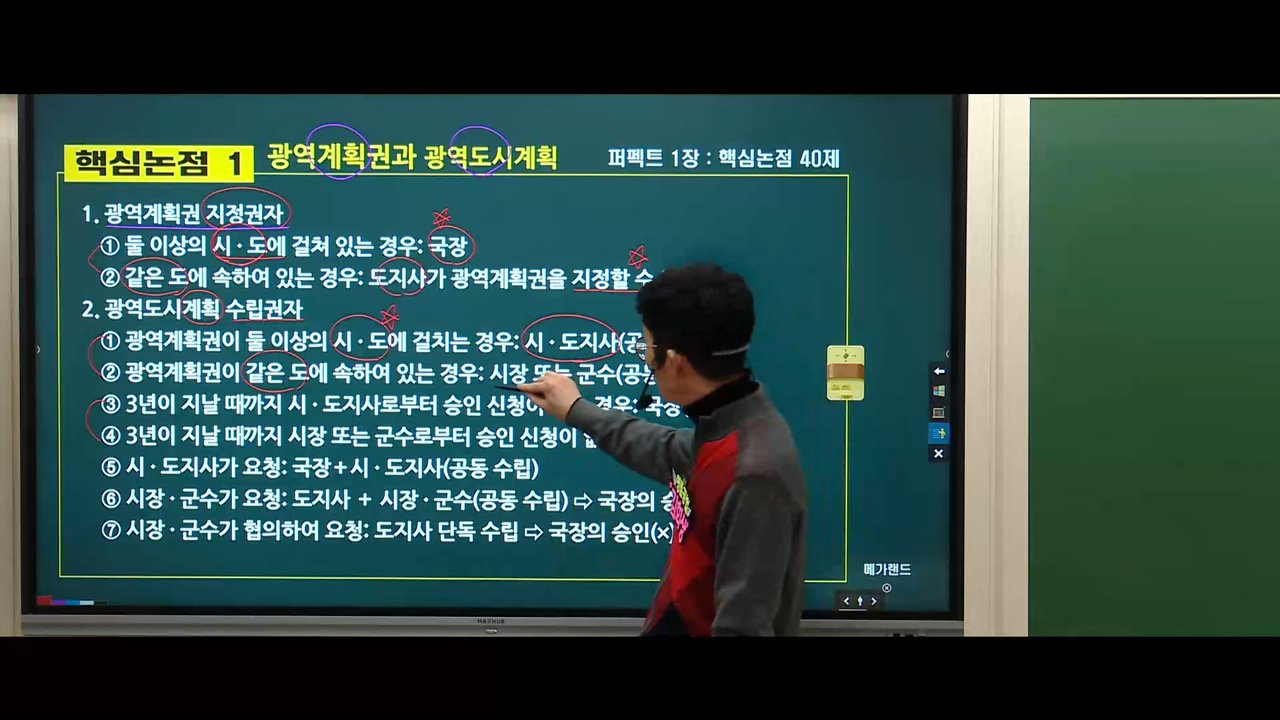 핵심논점 1 광역계획권과 광역도시계획 퍼펙트 1장 : 핵심논점 40제
1. 광역계획권 지정권자
① 둘 이상의 시·도에 걸쳐 있는 경우: 국장
② 같은 도에 속하여 있는 경우: 도지사가 광역계획권을 지정할 수
2. 광역도시계획 수립권자
① 광역계획권이 둘 이상의 시·도에 걸치는 경우: 시·도지사(공
② 광역계획권이 같은 도에 속하여 있는 경우: 시장 또는 군수(공동
③ 3년이 지날 때까지 시·도지사로부터 승인 신청이 경우: 국장
④ 3년이 지날 때까지 시장 또는 군수로부터 승인 신청이
⑤ 시·도지사가 요청: 국장+시·도지사(공동 수립)
⑥ 시장·군수가 요청: 도지사 + 시장·군수(공동 수립) ⇨ 국장의
⑦ 시장·군수가 협의하여 요청: 도지사 단독 수립 ⇨ 국장의 승인(×)
메가랜드
MAXHUB